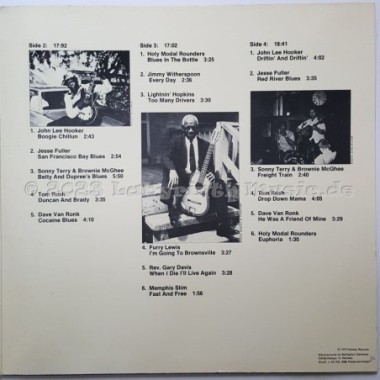 Side 2: 17:92
1. John Lee Hooker
Boogie Chillun 2:43
2. Jesse Fuller
San Francisco Bay Blues 2:54
3. Sonny Terry & Brownie McGhee
Betty And Dupree's Blues 5:50
4. Tom Rush
Duncan And Brady 3:35
5. Dave Van Ronk
Cocaine Blues 4:10
Side 3: 17:02
1. Holy Modal Rounders
Blues In The Bottle 3:25
2. Jimmy Witherspoon
Every Day 2:36
3. Lightnin' Hopkins
Too Many Drivers 3:30
4. Furry Lewis
I'm Going To Brownsville 3:27
5. Rev. Gary Davis
When I Die I'll Live Again 3:28
6. Memphis Slim
Fast And Free 1:56
Side 4: 18:41
1. John Lee Hooker
Driftin' And Driftin' 4:02
2. Jesse Fuller
Red River Blues 3:35
3. Sonny Terry & Brownie McGhee
Freight Train 2:40
4. Tom Rush
Drop Down Mama
5. Dave Van Ronk
He Was A Friend Of Mine 3:29
6. Holy Modal Rounders
Euphoria 1:35